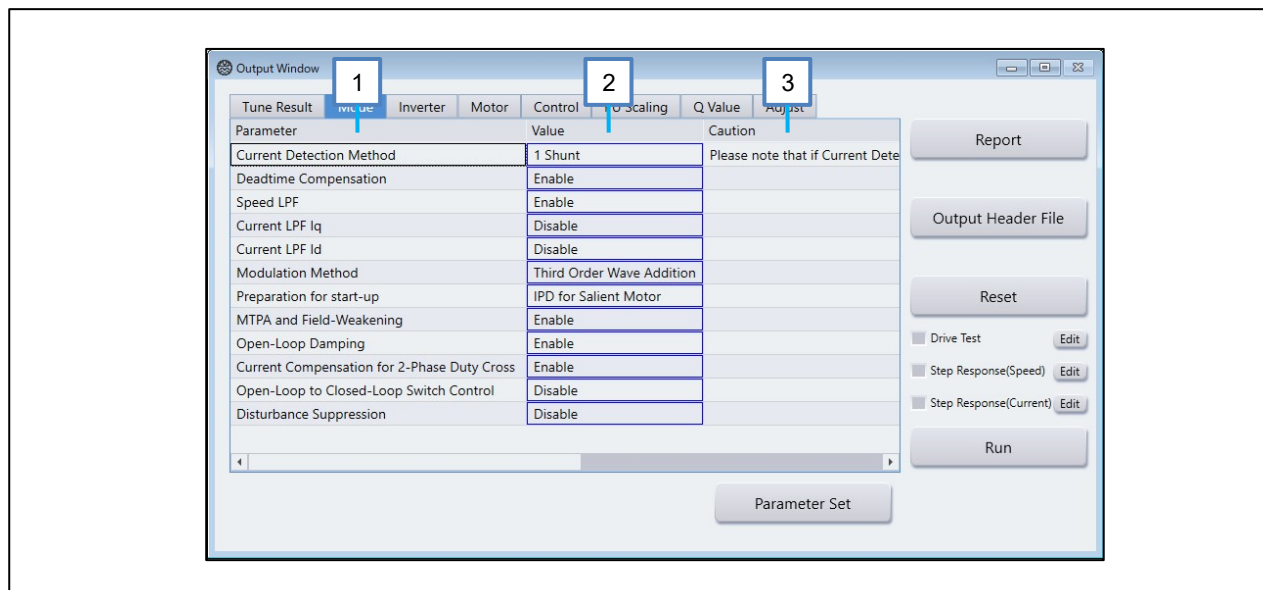 Output Window
1
2
3
Tune Result Mode Inverter Motor Control PU Scaling Q Value Adjust
Parameter Value Caution
Current Detection Method 1 Shunt Please note that if Current Dete
Deadtime Compensation Enable
Speed LPF Enable
Current LPF Iq Disable
Current LPF Id Disable
Modulation Method Third Order Wave Addition
Preparation for start-up IPD for Salient Motor
MTPA and Field-Weakening Enable
Open-Loop Damping Enable
Current Compensation for 2-Phase Duty Cross Enable
Open-Loop to Closed-Loop Switch Control Disable
Disturbance Suppression Disable
Report
Output Header File
Reset
Drive Test Edit
Step Response(Speed) Edit
Step Response(Current) Edit
Run
Parameter Set